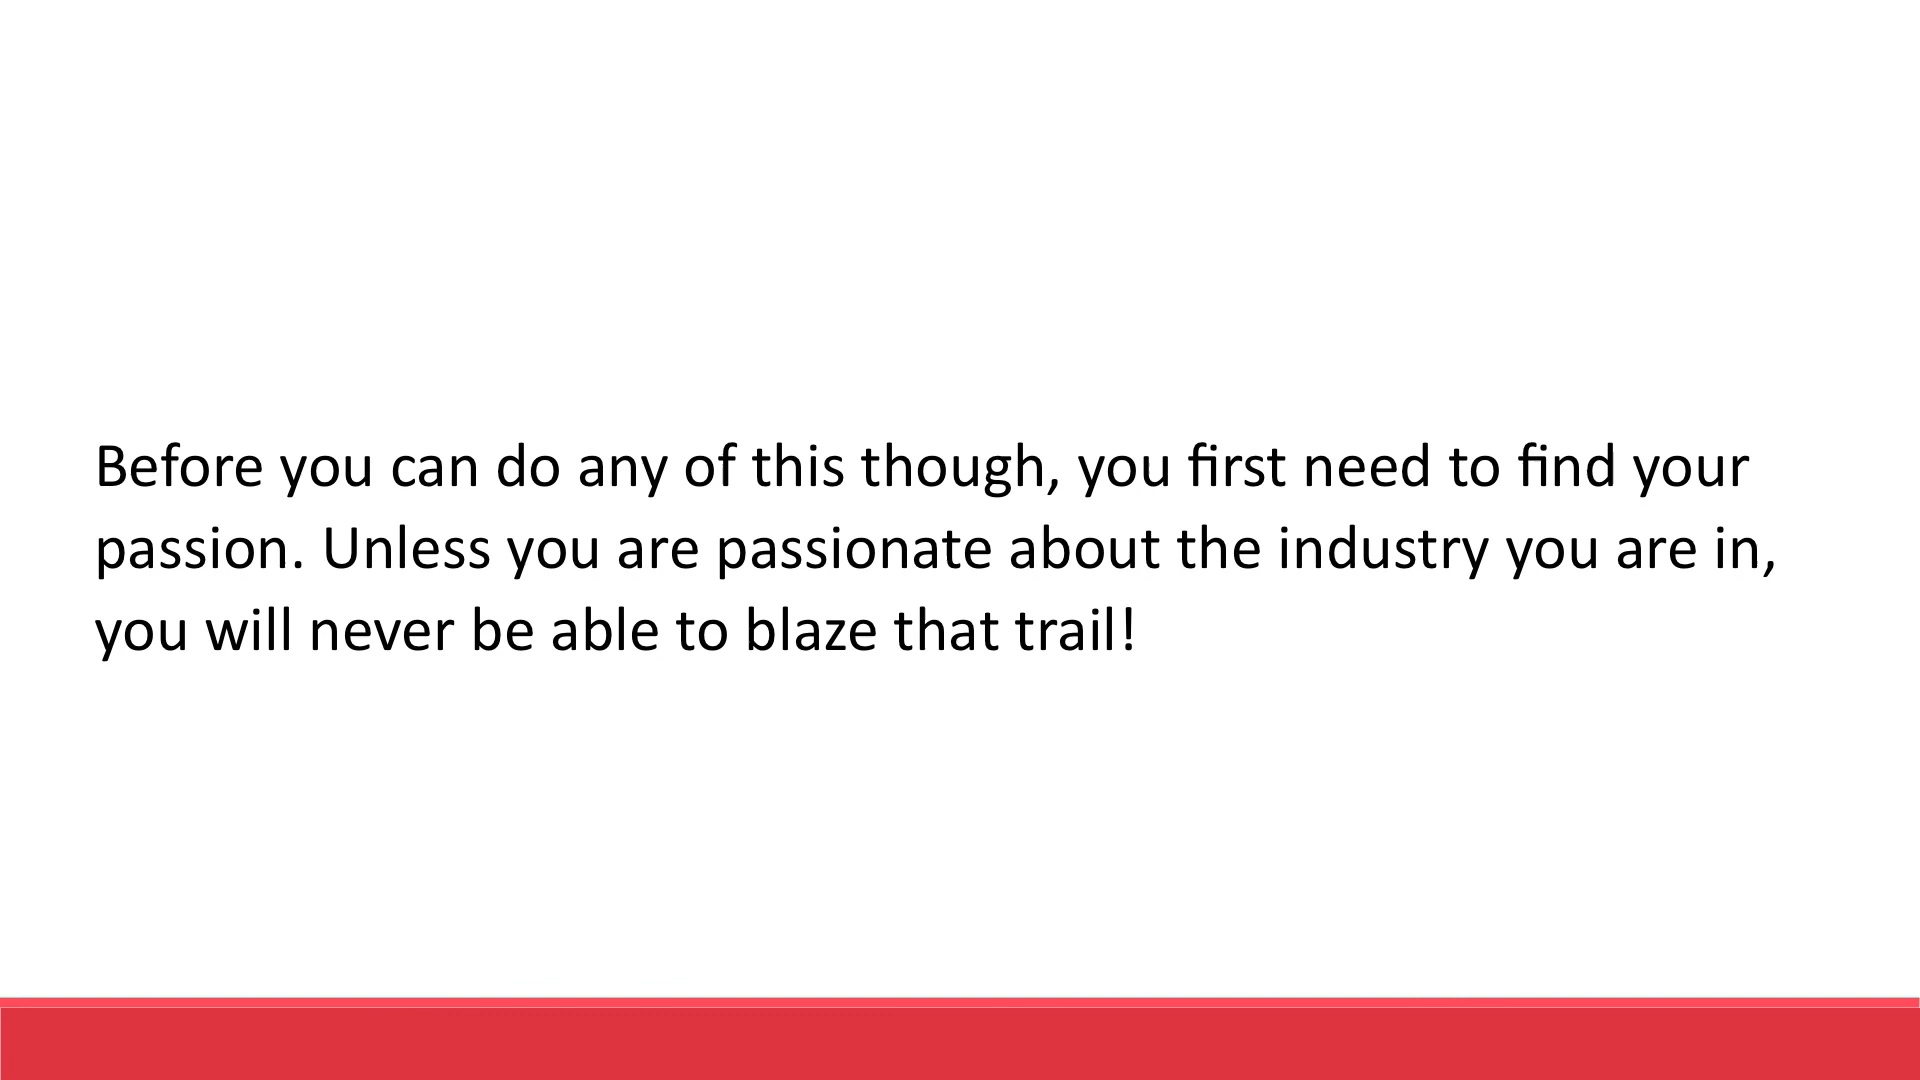 Before you can do any of this though, you first need to find your
passion. Unless you are passionate about the industry you are in,
you will never be able to blaze that trail!